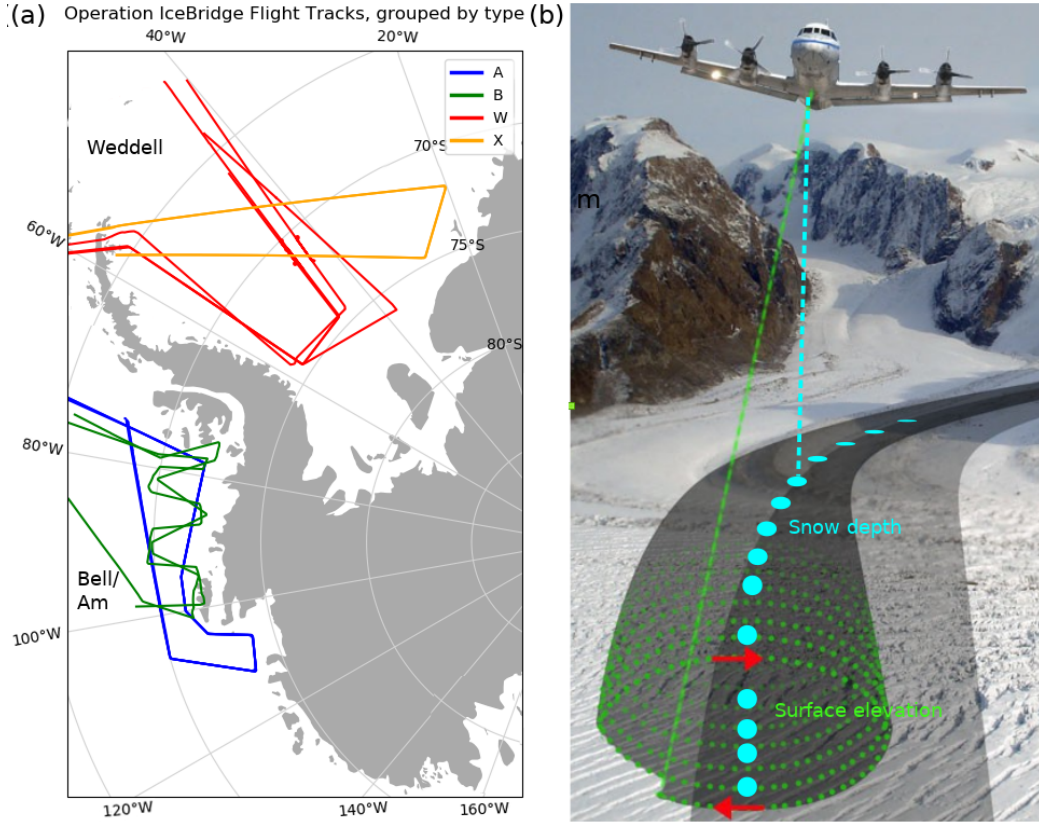 (a) Operation IceBridge Flight Tracks, grouped by type
40°W
20°W
A
B
W
X
Weddell
70°S
60°W
75°S
80°S
80°W
Bell/
Am
100°W
120°W
140°W
160°W
(b)
m
Snow depth
Surface elevation